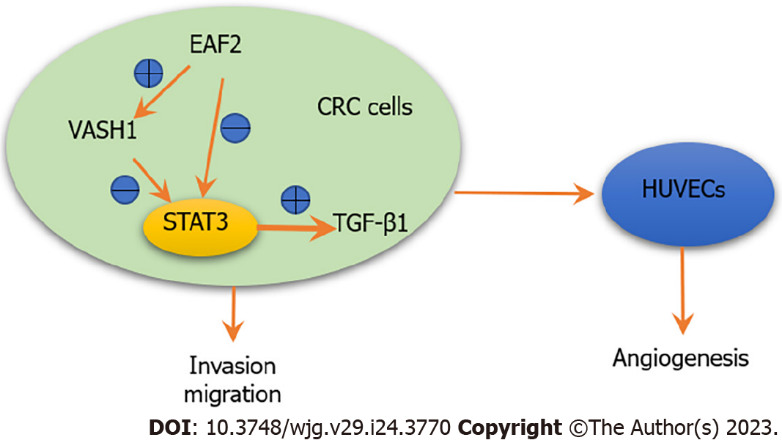 EAF2
CRC cells
VASH1
HUVECs
STAT3
TGF-β1
Invasion
migration
Angiogenesis
DOI: 10.3748/wjg.v29.i24.3770 Copyright ©The Author(s) 2023.